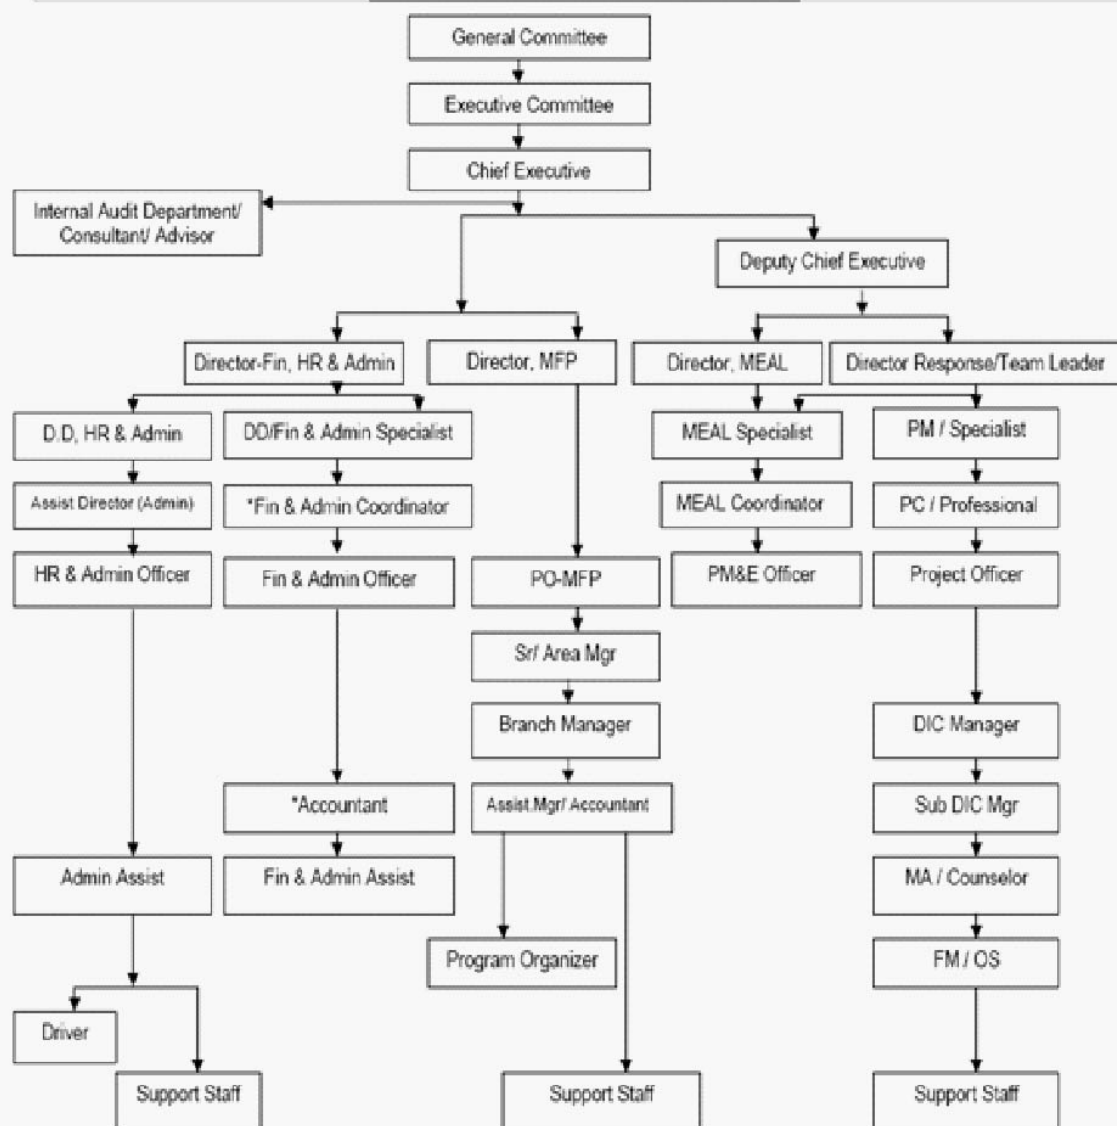 General Committee
Executive Committee
Chief Executive
Internal Audit Department/
Consultant/ Advisor
Deputy Chief Executive
Director-Fin, HR & Admin
Director, MFP
Director, MEAL
Director Response/Team Leader
D.D, HR & Admin
DD/Fin & Admin Specialist
MEAL Specialist
PM / Specialist
Assist Director (Admin)
*Fin & Admin Coordinator
MEAL Coordinator
PC / Professional
HR & Admin Officer
Fin & Admin Officer
PO-MFP
PM&E Officer
Project Officer
Sr/ Area Mgr
Branch Manager
DIC Manager
*Accountant
Assist.Mgr/ Accountant
Sub DIC Mgr
Admin Assist
Fin & Admin Assist
MA / Counselor
Program Organizer
FM / OS
Driver
Support Staff
Support Staff
Support Staff